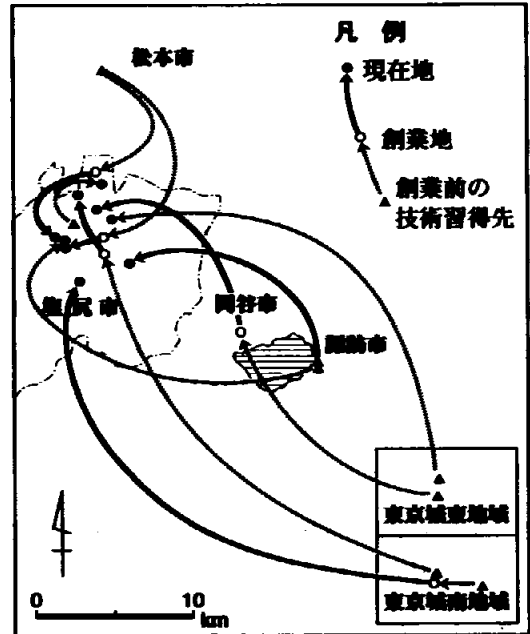 凡例
現在地
創業地
創業前の
技術習得先
松本市
塩尻市
岡谷市
諏訪市
東京城東地域
東京城南地域
0 10
km